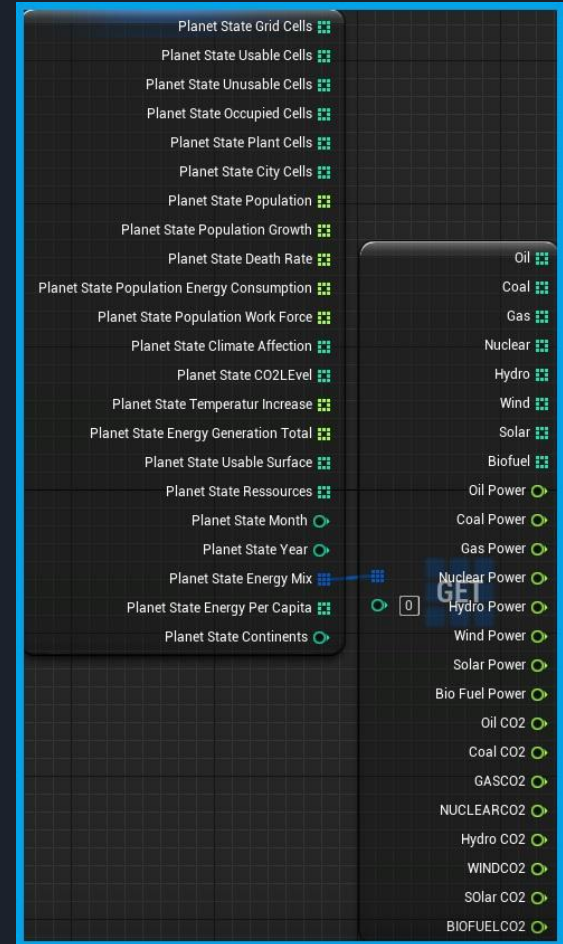 Planet State Grid Cells
Planet State Usable Cells
Planet State Unusable Cells
Planet State Occupied Cells
Planet State Plant Cells
Planet State City Cells
Planet State Population
Planet State Population Growth
Planet State Death Rate
Planet State Population Energy Consumption
Planet State Population Work Force
Planet State Climate Affection
Planet State CO2LEvel
Planet State Temperatur Increase
Planet State Energy Generation Total
Planet State Usable Surface
Planet State Ressources
Planet State Month
Planet State Year
Planet State Energy Mix
Planet State Energy Per Capita
Planet State Continents
Oil
Coal
Gas
Nuclear
Hydro
Wind
Solar
Biofuel
Oil Power
Coal Power
Gas Power
Nuclear Power
GET
0
Hydro Power
Wind Power
Solar Power
Bio Fuel Power
Oil CO2
Coal CO2
GASCO2
NUCLEARCO2
Hydro CO2
WINDCO2
SOlar CO2
BIOFUELCO2